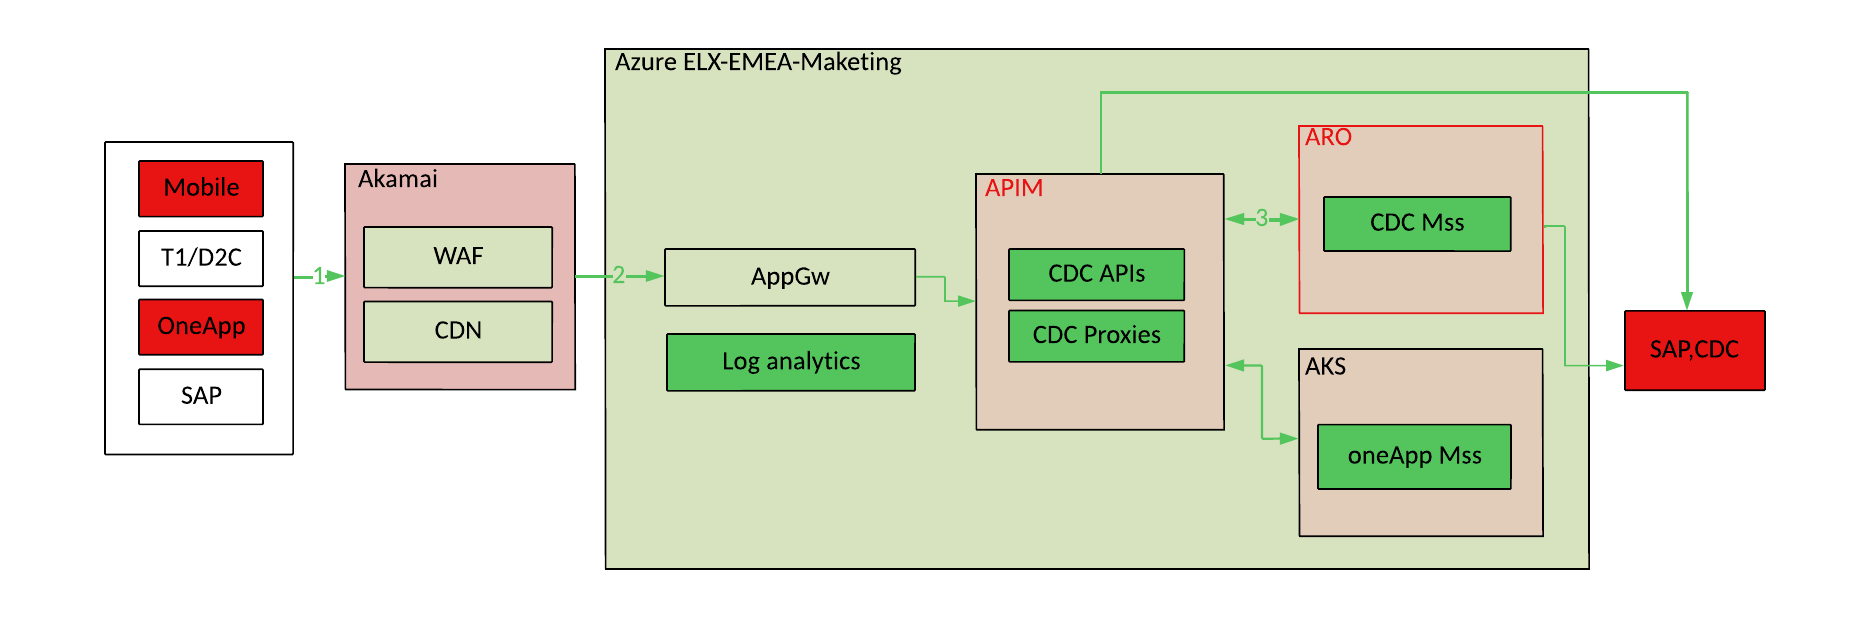 Azure ELX-EMEA-Maketing
Mobile
T1/D2C
OneApp
SAP
1
Akamai
WAF
CDN
2
AppGw
Log analytics
APIM
CDC APIs
CDC Proxies
3
ARO
CDC Mss
AKS
oneApp Mss
SAP,CDC